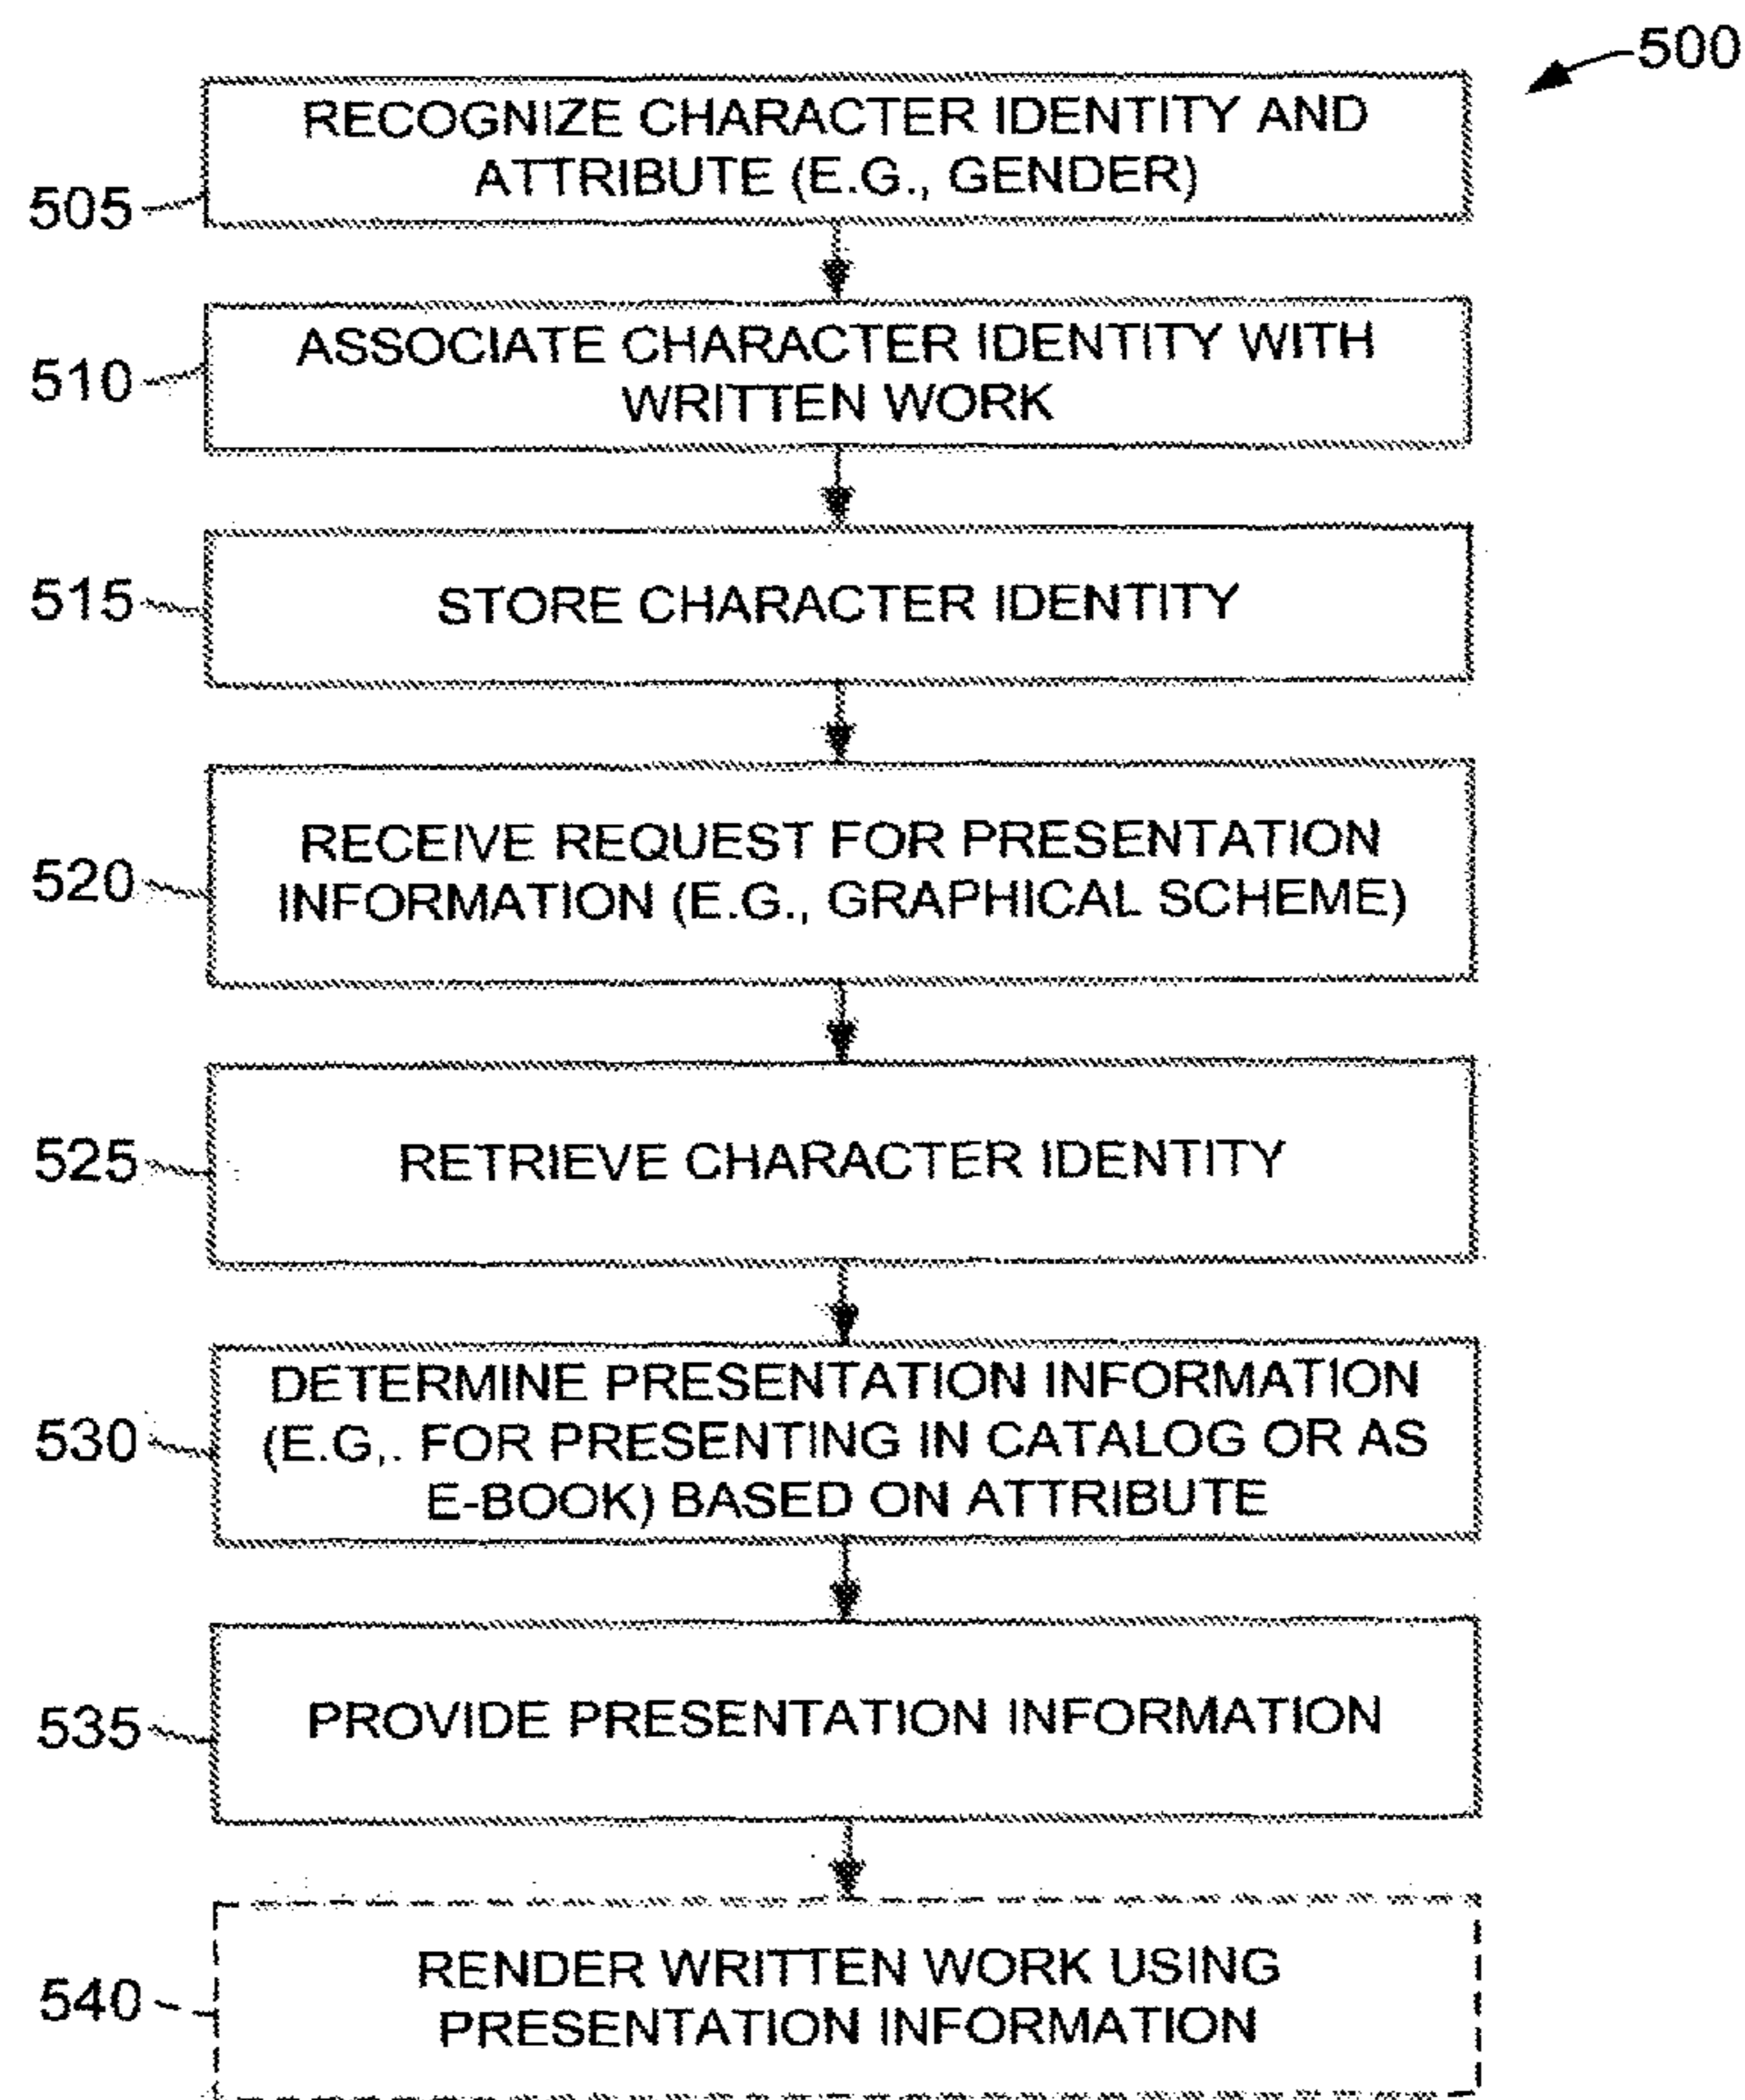 500
RECOGNIZE CHARACTER IDENTITY AND
ATTRIBUTE (E.G., GENDER)
505
ASSOCIATE CHARACTER IDENTITY WITH
WRITTEN WORK
510
STORE CHARACTER IDENTITY
515
RECEIVE REQUEST FOR PRESENTATION
INFORMATION (E.G., GRAPHICAL SCHEME)
520
RETRIEVE CHARACTER IDENTITY
525
DETERMINE PRESENTATION INFORMATION
(E.G,. FOR PRESENTING IN CATALOG OR AS
E-BOOK) BASED ON ATTRIBUTE
530
PROVIDE PRESENTATION INFORMATION
535
RENDER WRITTEN WORK USING
PRESENTATION INFORMATION
540